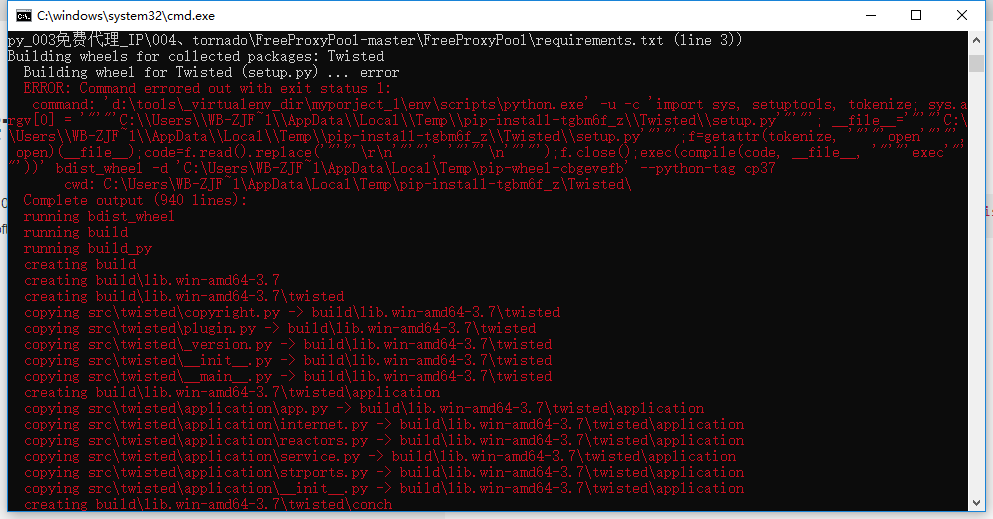 C:\windows\system32\cmd.exe
py_003免费代理_IP\004、tornado\FreeProxyPool-master\FreeProxyPool\requirements.txt (line 3))
Building wheels for collected packages: Twisted
Building wheel for Twisted (setup.py) ... error
ERROR: Command errored out with exit status 1:
command: 'd:\tools\_virtualenv_dir\myporject_1\env\scripts\python.exe' -u -c 'import sys, setuptools, tokenize; sys.a
rgv[0] = '"'"'C:\\Users\\WB-ZJF~1\\AppData\\Local\\Temp\\pip-install-tgbm6f_z\\Twisted\\setup.py'"'"'; __file__='"'"'C:\
\Users\\WB-ZJF~1\\AppData\\Local\\Temp\\pip-install-tgbm6f_z\\Twisted\\setup.py'"'"';f=getattr(tokenize, '"'"'open'"'"',
open)(__file__);code=f.read().replace('"'"'\r\n'"'"', '"'"'\n'"'"');f.close();exec(compile(code, __file__, '"'"'exec'"'
"'))' bdist_wheel -d 'C:\Users\WB-ZJF~1\AppData\Local\Temp\pip-wheel-cbgevefb' --python-tag cp37
cwd: C:\Users\WB-ZJF~1\AppData\Local\Temp\pip-install-tgbm6f_z\Twisted\
Complete output (940 lines):
running bdist_wheel
running build
running build_py
creating build
creating build\lib.win-amd64-3.7
creating build\lib.win-amd64-3.7\twisted
copying src\twisted\copyright.py -> build\lib.win-amd64-3.7\twisted
copying src\twisted\plugin.py -> build\lib.win-amd64-3.7\twisted
copying src\twisted\_version.py -> build\lib.win-amd64-3.7\twisted
copying src\twisted\__init__.py -> build\lib.win-amd64-3.7\twisted
copying src\twisted\__main__.py -> build\lib.win-amd64-3.7\twisted
creating build\lib.win-amd64-3.7\twisted\application
copying src\twisted\application\app.py -> build\lib.win-amd64-3.7\twisted\application
copying src\twisted\application\internet.py -> build\lib.win-amd64-3.7\twisted\application
copying src\twisted\application\reactors.py -> build\lib.win-amd64-3.7\twisted\application
copying src\twisted\application\service.py -> build\lib.win-amd64-3.7\twisted\application
copying src\twisted\application\strports.py -> build\lib.win-amd64-3.7\twisted\application
copying src\twisted\application\__init__.py -> build\lib.win-amd64-3.7\twisted\application
creating build\lib.win-amd64-3.7\twisted\conch